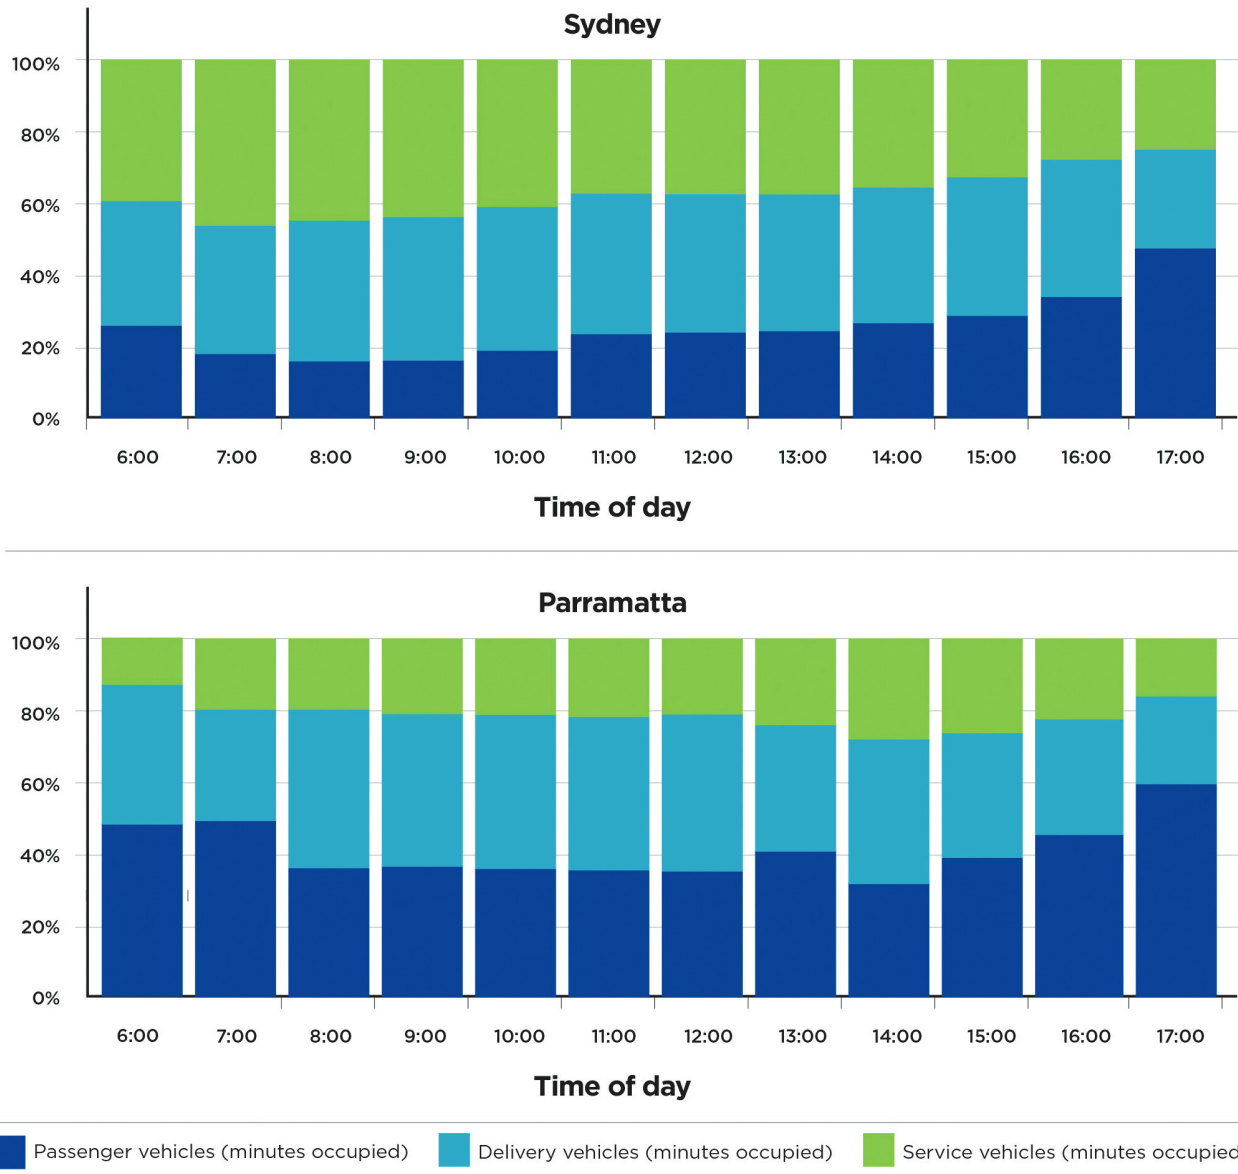 Sydney
100%
80%
60%
40%
20%
0%
6:00 7:00 8:00 9:00 10:00 11:00 12:00 13:00 14:00 15:00 16:00 17:00
Time of day
Parramatta
100%
80%
60%
40%
20%
0%
6:00 7:00 8:00 9:00 10:00 11:00 12:00 13:00 14:00 15:00 16:00 17:00
Time of day
Passenger vehicles (minutes occupied) Delivery vehicles (minutes occupied) Service vehicles (minutes occupied